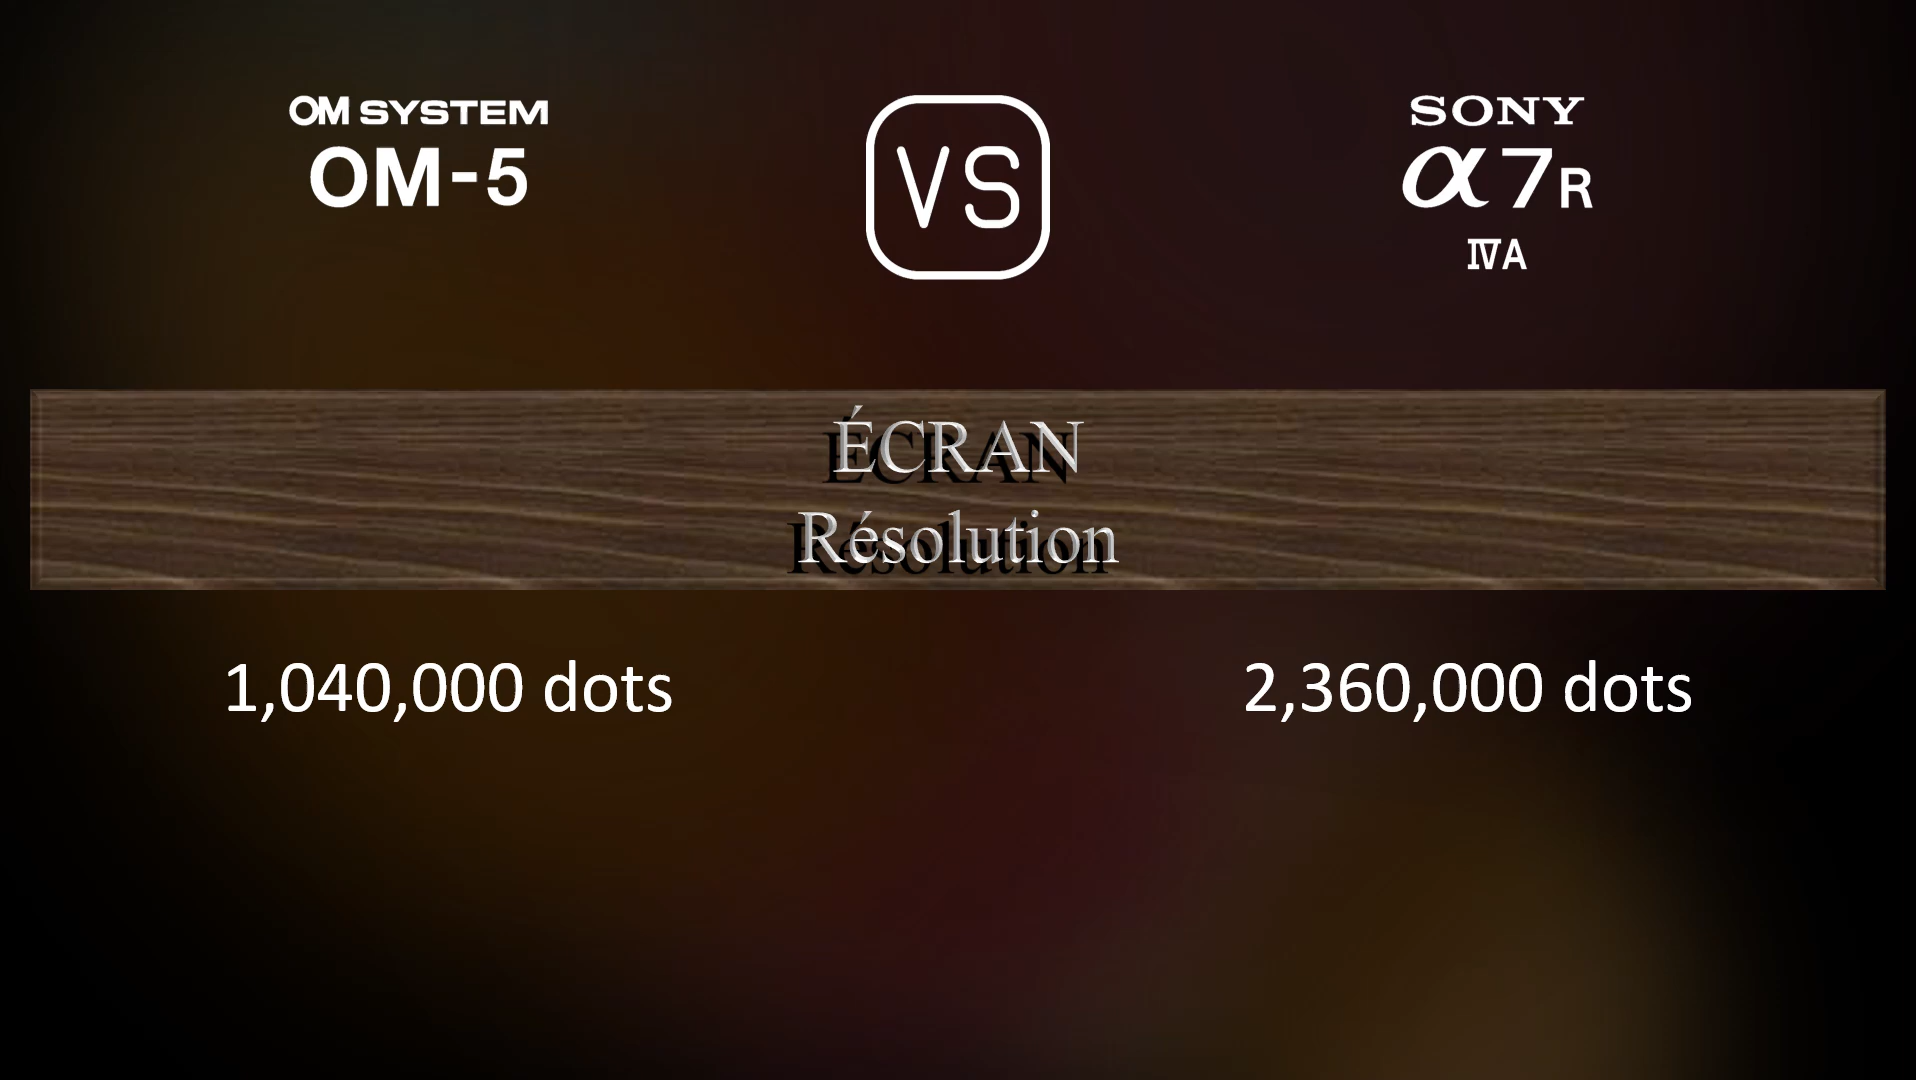 OM SYSTEM
OM-5
VS
SONY
α7R
IVA
ÉCRAN
Résolution
1,040,000 dots
2,360,000 dots